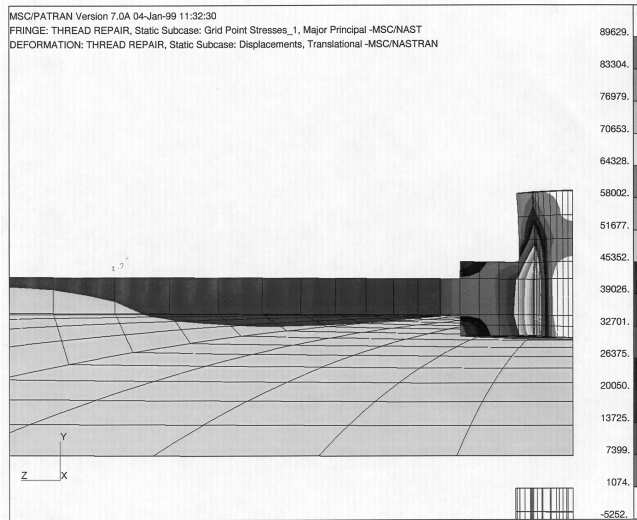 MSC/PATRAN Version 7.0A 04-Jan-99 11:32:30
FRINGE: THREAD REPAIR, Static Subcase: Grid Point Stresses_1, Major Principal -MSC/NAST
DEFORMATION: THREAD REPAIR, Static Subcase: Displacements, Translational -MSC/NASTRAN
89629.
83304.
76979.
70653.
64328.
58002.
51677.
45352.
39026.
32701.
26375.
20050.
13725.
7399.
1074.
-5252.
Y
Z
X